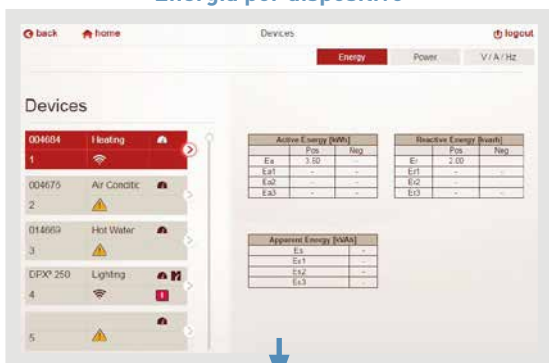 Energía por dispositivo
back home Devices logout
Energy Power V / A / Hz
Devices
004684 Heating
1
004676 Air Conditic
2
014669 Hot Water
3
DPX³ 250 Lighting
4
5
Active Energy [kWh]
Pos Neg
Ea 3.50 -
Ea1 - -
Ea2 - -
Ea3 - -
Reactive Energy [kvarh]
Pos Neg
Er 2.00
Er1 - -
Er2 -
Er3 - -
Apparent Energy [kVAh]
Es -
Es1 -
Es2 -
Es3 -